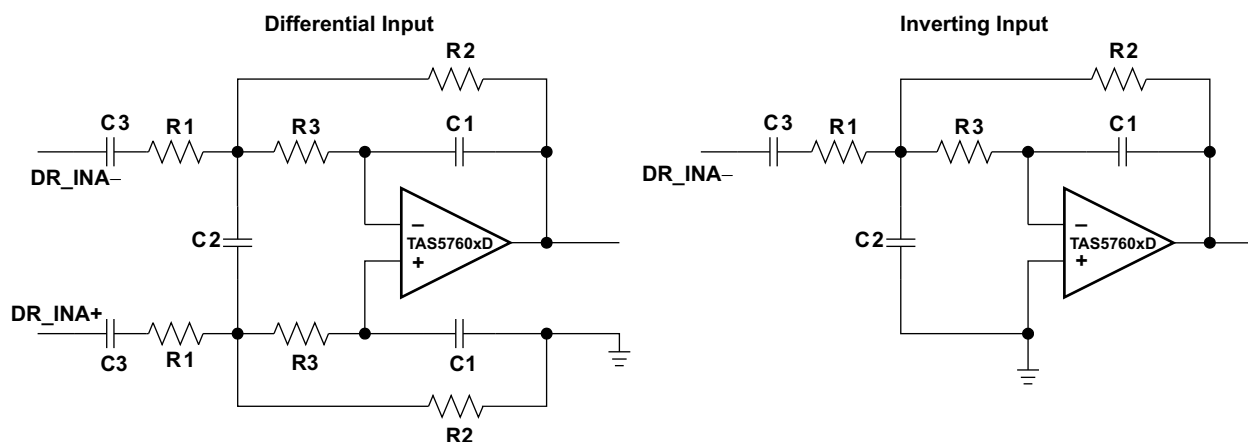 Differential Input
R2
C3
R1
R3
C1
DR_INA−
C2
−
TAS5760xD
+
DR_INA+
C3
R1
R3
C1
R2
Inverting Input
R2
C3
R1
R3
C1
DR_INA−
C2
−
TAS5760xD
+